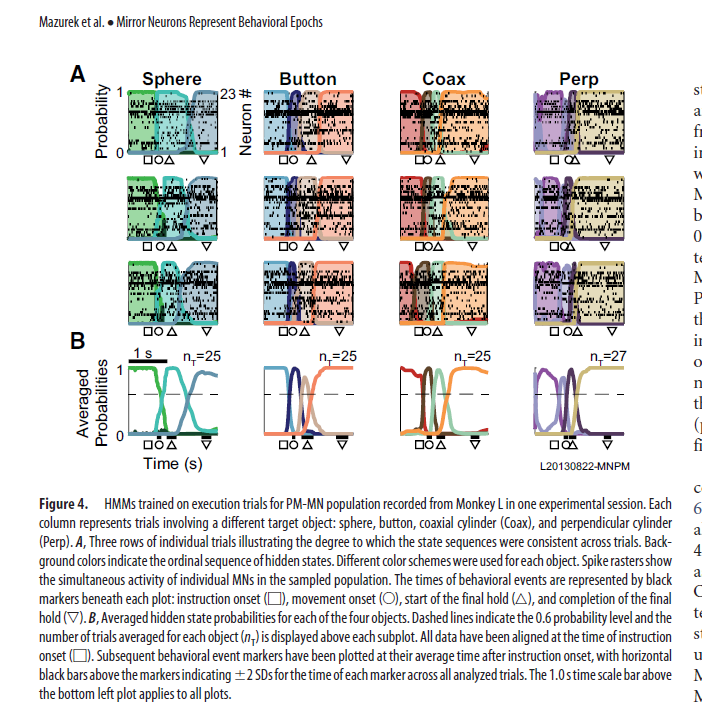 Mazurek et al. • Mirror Neurons Represent Behavioral Epochs
A
Sphere Button Coax Perp
Probability
1
0
23
1
Neuron #
B
1 s
n_T=25 n_T=25 n_T=25 n_T=27
Averaged
Probabilities
1
0
Time (s)
L20130822-MNPM
Figure 4. HMMs trained on execution trials for PM-MN population recorded from Monkey L in one experimental session. Each
column represents trials involving a different target object: sphere, button, coaxial cylinder (Coax), and perpendicular cylinder
(Perp). A, Three rows of individual trials illustrating the degree to which the state sequences were consistent across trials. Back-
ground colors indicate the ordinal sequence of hidden states. Different color schemes were used for each object. Spike rasters show
the simultaneous activity of individual MNs in the sampled population. The times of behavioral events are represented by black
markers beneath each plot: instruction onset (□), movement onset (○), start of the final hold (△), and completion of the final
hold (▽). B, Averaged hidden state probabilities for each of the four objects. Dashed lines indicate the 0.6 probability level and the
number of trials averaged for each object (n_T) is displayed above each subplot. All data have been aligned at the time of instruction
onset (□). Subsequent behavioral event markers have been plotted at their average time after instruction onset, with horizontal
black bars above the markers indicating ±2 SDs for the time of each marker across all analyzed trials. The 1.0 s time scale bar above
the bottom left plot applies to all plots.